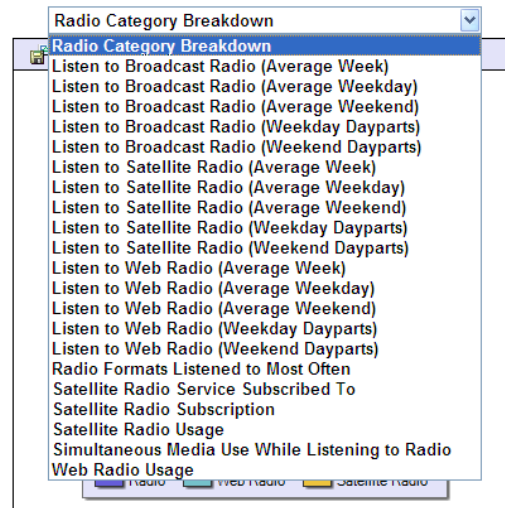 Radio Category Breakdown
Radio Category Breakdown
Listen to Broadcast Radio (Average Week)
Listen to Broadcast Radio (Average Weekday)
Listen to Broadcast Radio (Average Weekend)
Listen to Broadcast Radio (Weekday Dayparts)
Listen to Broadcast Radio (Weekend Dayparts)
Listen to Satellite Radio (Average Week)
Listen to Satellite Radio (Average Weekday)
Listen to Satellite Radio (Average Weekend)
Listen to Satellite Radio (Weekday Dayparts)
Listen to Satellite Radio (Weekend Dayparts)
Listen to Web Radio (Average Week)
Listen to Web Radio (Average Weekday)
Listen to Web Radio (Average Weekend)
Listen to Web Radio (Weekday Dayparts)
Listen to Web Radio (Weekend Dayparts)
Radio Formats Listened to Most Often
Satellite Radio Service Subscribed To
Satellite Radio Subscription
Satellite Radio Usage
Simultaneous Media Use While Listening to Radio
Web Radio Usage
Radio Web Radio Satellite Radio